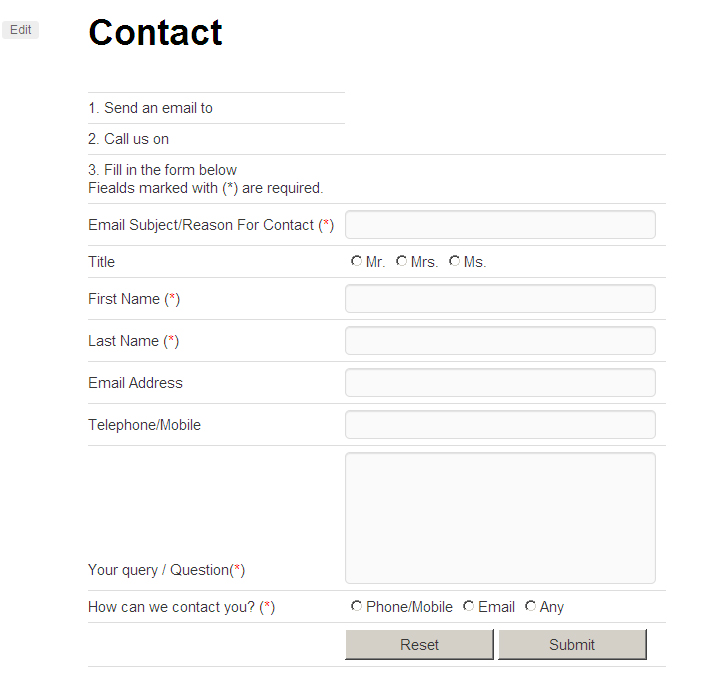 Edit
Contact
1. Send an email to
2. Call us on
3. Fill in the form below
Fiealds marked with (*) are required.
Email Subject/Reason For Contact (*)
Title Mr. Mrs. Ms.
First Name (*)
Last Name (*)
Email Address
Telephone/Mobile
Your query / Question(*)
How can we contact you? (*) Phone/Mobile Email Any
Reset Submit